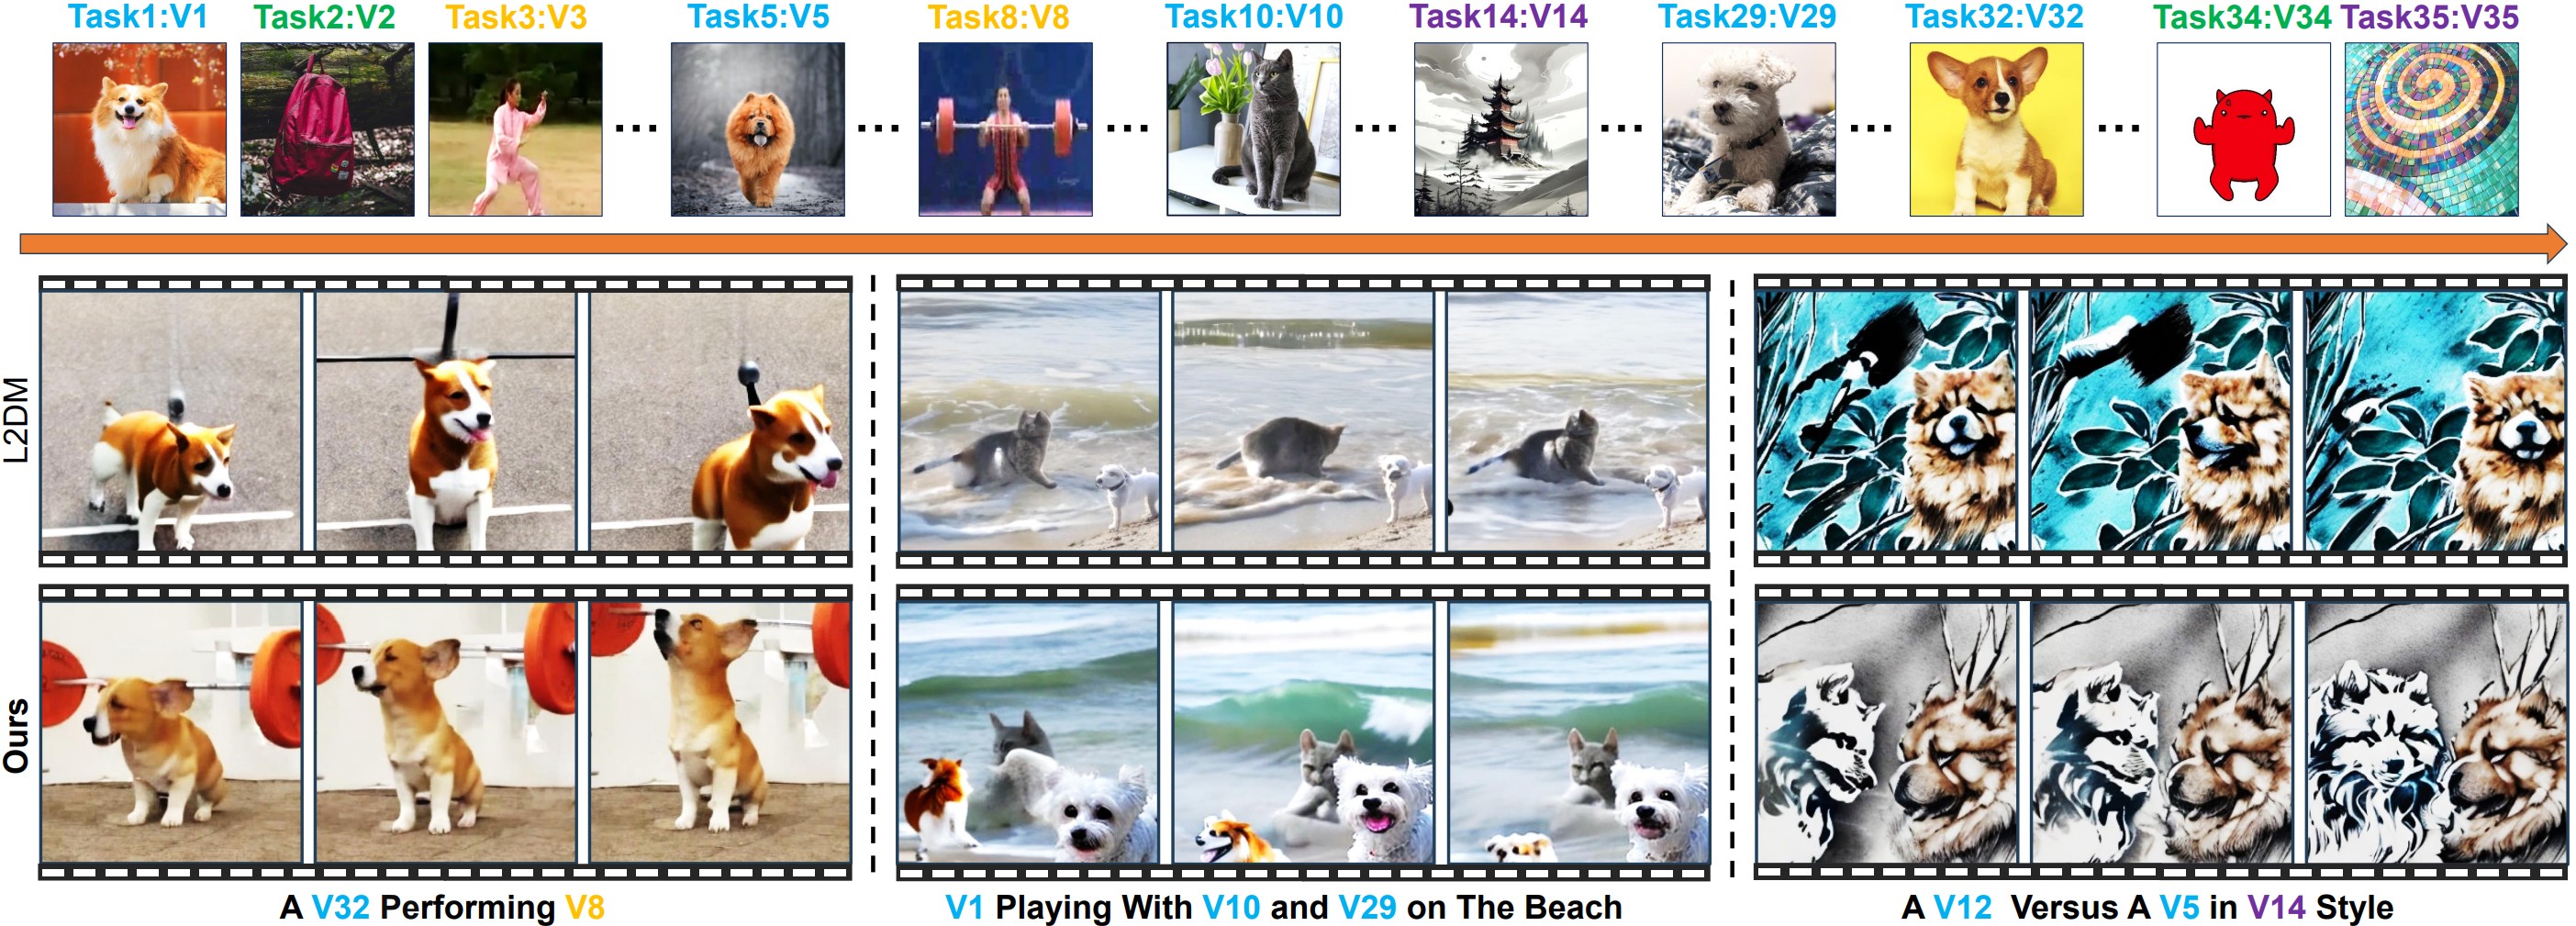 Task1:V1 Task2:V2 Task3:V3 Task5:V5 Task8:V8 Task10:V10 Task14:V14 Task29:V29 Task32:V32 Task34:V34 Task35:V35
... ... ... ... ... ... ...
L2DM
Ours
A V32 Performing V8
V1 Playing With V10 and V29 on The Beach
A V12 Versus A V5 in V14 Style